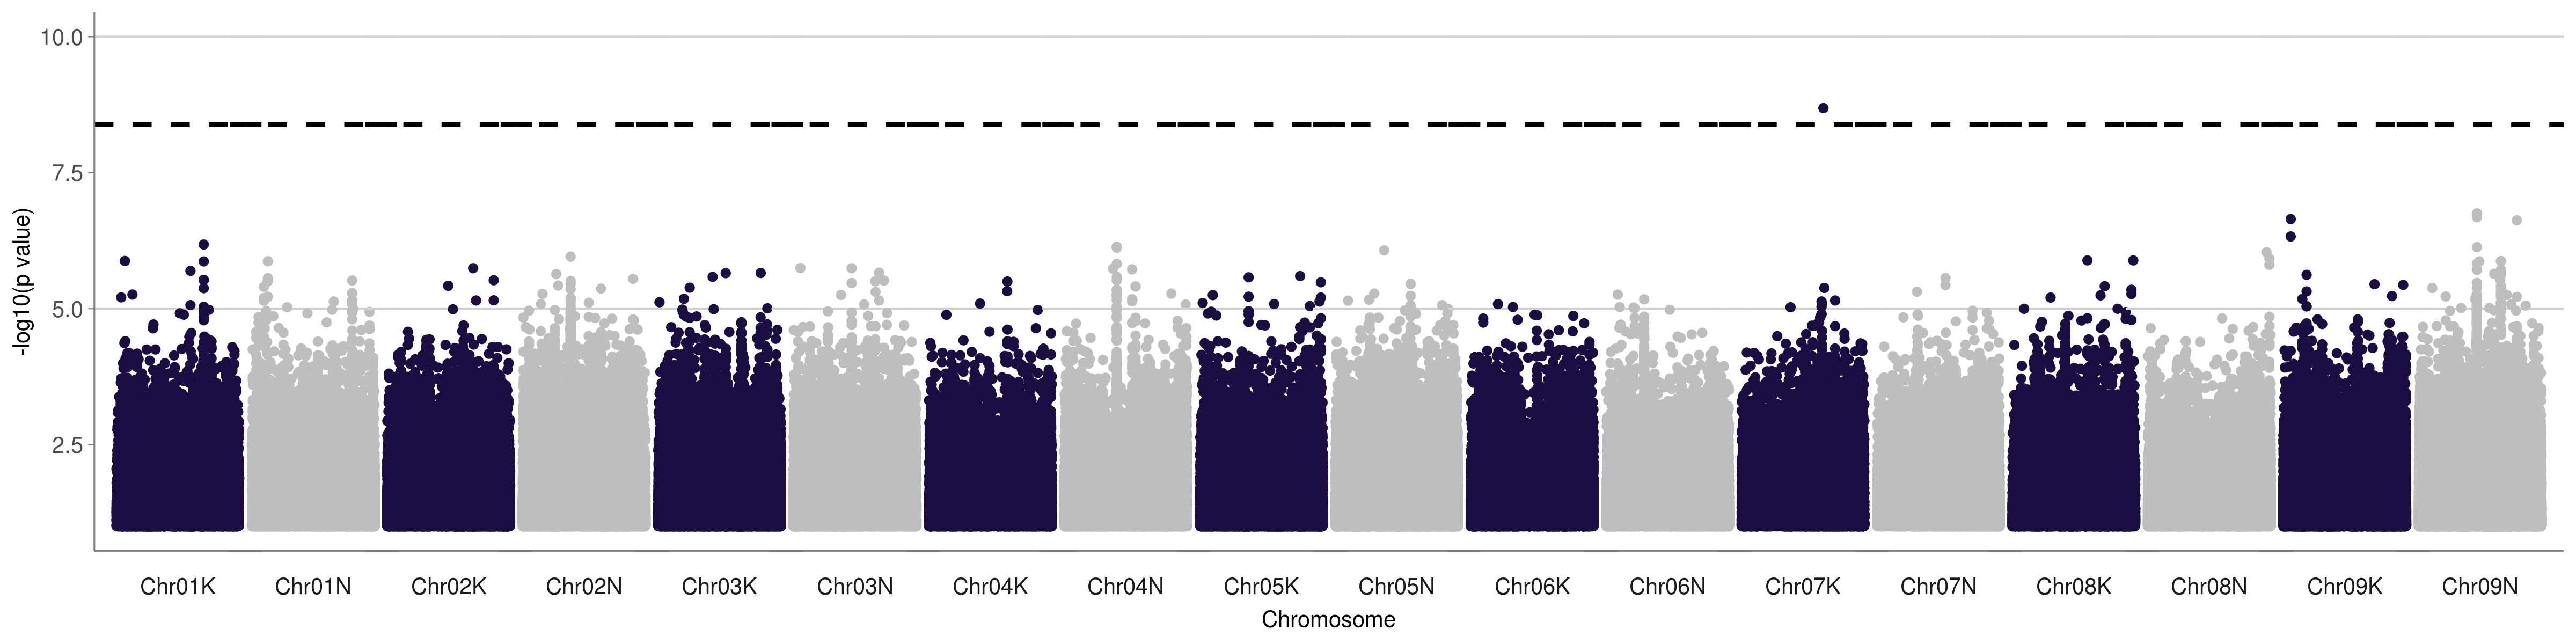 10.0
7.5
5.0
2.5
-log10(p value)
Chr01K Chr01N Chr02K Chr02N Chr03K Chr03N Chr04K Chr04N Chr05K Chr05N Chr06K Chr06N Chr07K Chr07N Chr08K Chr08N Chr09K Chr09N
Chromosome